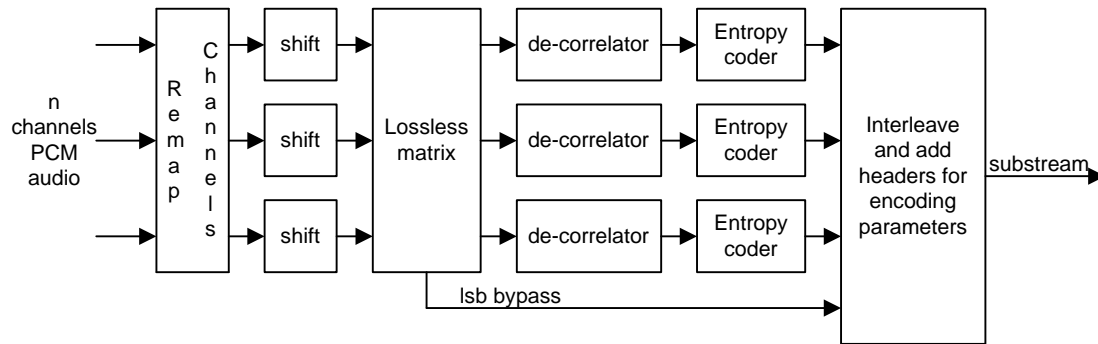 n
channels
PCM
audio
Remap
Channels
shift
shift
shift
Lossless
matrix
de-correlator
de-correlator
de-correlator
Entropy
coder
Entropy
coder
Entropy
coder
Interleave
and add
headers for
encoding
parameters
substream
lsb bypass